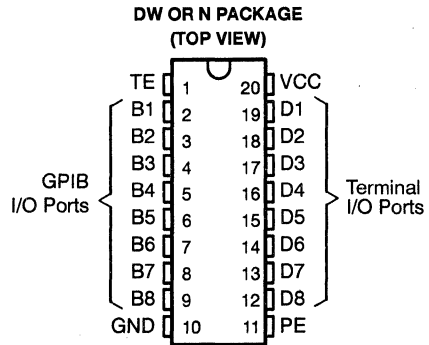 DW OR N PACKAGE
(TOP VIEW)
TE 1 20 VCC
B1 2 19 D1
B2 3 18 D2
B3 4 17 D3
B4 5 16 D4
B5 6 15 D5
B6 7 14 D6
B7 8 13 D7
B8 9 12 D8
GND 10 11 PE
GPIB
I/O Ports
Terminal
I/O Ports